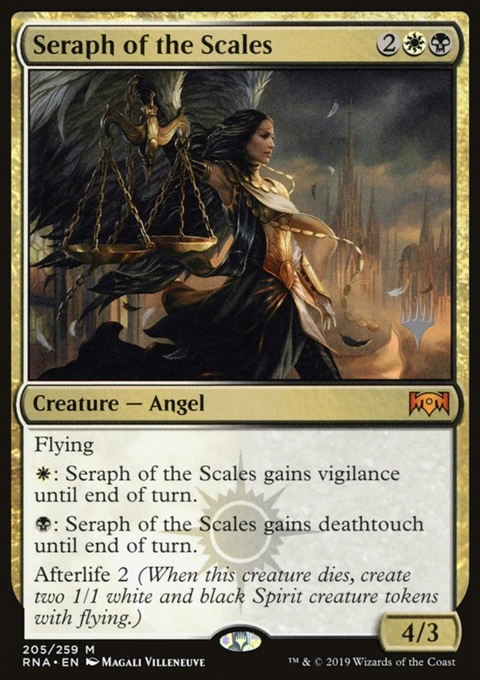 Seraph of the Scales 2
Creature — Angel
Flying
: Seraph of the Scales gains vigilance
until end of turn.
: Seraph of the Scales gains deathtouch
until end of turn.
Afterlife 2 (When this creature dies, create
two 1/1 white and black Spirit creature tokens
with flying.)
4/3
205/259 M
RNA • EN MAGALI VILLENEUVE
™ & © 2019 Wizards of the Coast